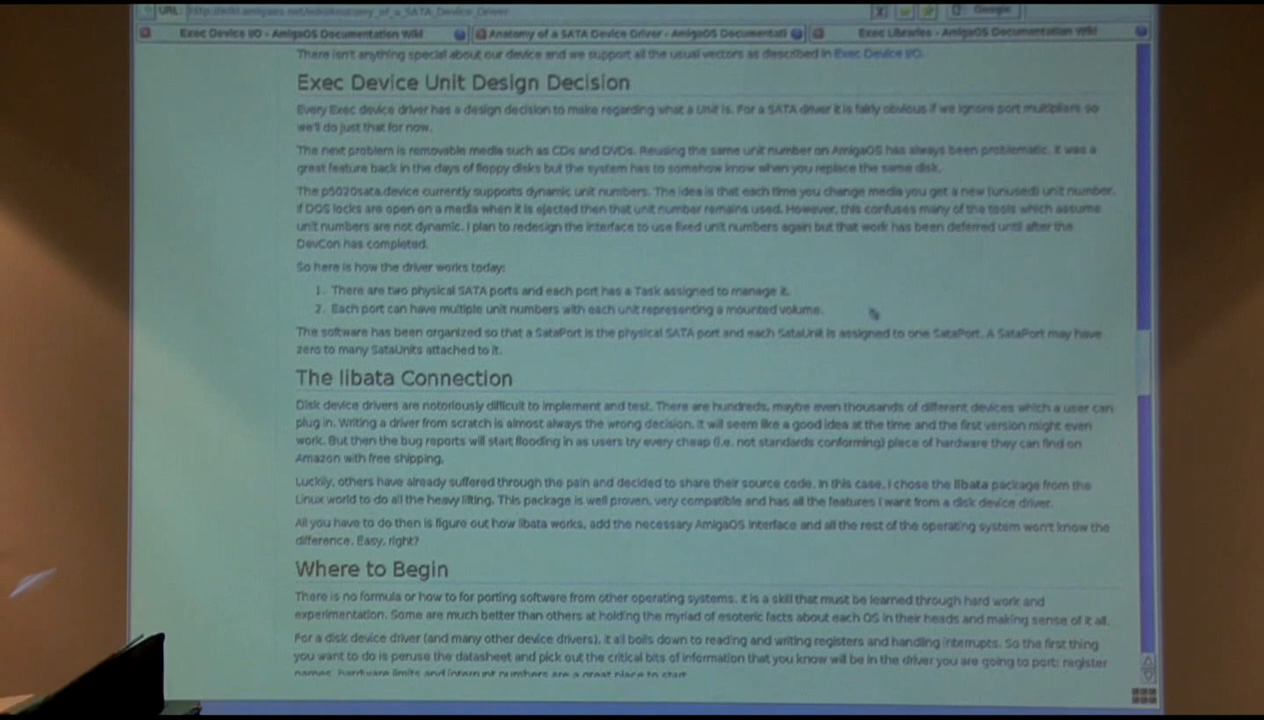 URL http://wiki.amigaos.net/wiki/Anatomy_of_a_SATA_Device_Driver
Google
Exec Device I/O - AmigaOS Documentation Wiki
Anatomy of a SATA Device Driver - AmigaOS Documentati
Exec Libraries - AmigaOS Documentation Wiki
There isn't anything special about our device and we support all the usual vectors as described in Exec Device I/O.
Exec Device Unit Design Decision
Every Exec device driver has a design decision to make regarding what a Unit is. For a SATA driver it is fairly obvious if we ignore port multipliers so
we'll do just that for now.
The next problem is removable media such as CDs and DVDs. Reusing the same unit number on AmigaOS has always been problematic. It was a
great feature back in the days of floppy disks but the system has to somehow know when you replace the same disk.
The p5020sata.device currently supports dynamic unit numbers. The idea is that each time you change media you get a new (unused) unit number.
If DOS locks are open on a media when it is ejected then that unit number remains used. However, this confuses many of the tools which assume
unit numbers are not dynamic. I plan to redesign the interface to use fixed unit numbers again but that work has been deferred until after the
DevCon has completed.
So here is how the driver works today:
1. There are two physical SATA ports and each port has a Task assigned to manage it.
2. Each port can have multiple unit numbers with each unit representing a mounted volume.
The software has been organized so that a SataPort is the physical SATA port and each SataUnit is assigned to one SataPort. A SataPort may have
zero to many SataUnits attached to it.
The libata Connection
Disk device drivers are notoriously difficult to implement and test. There are hundreds, maybe even thousands of different devices which a user can
plug in. Writing a driver from scratch is almost always the wrong decision. It will seem like a good idea at the time and the first version might even
work. But then the bug reports will start flooding in as users try every cheap (i.e. not standards conforming) piece of hardware they can find on
Amazon with free shipping.
Luckily, others have already suffered through the pain and decided to share their source code. In this case, I chose the libata package from the
Linux world to do all the heavy lifting. This package is well proven, very compatible and has all the features I want from a disk device driver.
All you have to do then is figure out how libata works, add the necessary AmigaOS interface and all the rest of the operating system won't know the
difference. Easy, right?
Where to Begin
There is no formula or how to for porting software from other operating systems. It is a skill that must be learned through hard work and
experimentation. Some are much better than others at holding the myriad of esoteric facts about each OS in their heads and making sense of it all.
For a disk device driver (and many other device drivers), it all boils down to reading and writing registers and handling interrupts. So the first thing
you want to do is peruse the datasheet and pick out the critical bits of information that you know will be in the driver you are going to port: register
names, hardware limits and interrupt numbers are a great place to start.